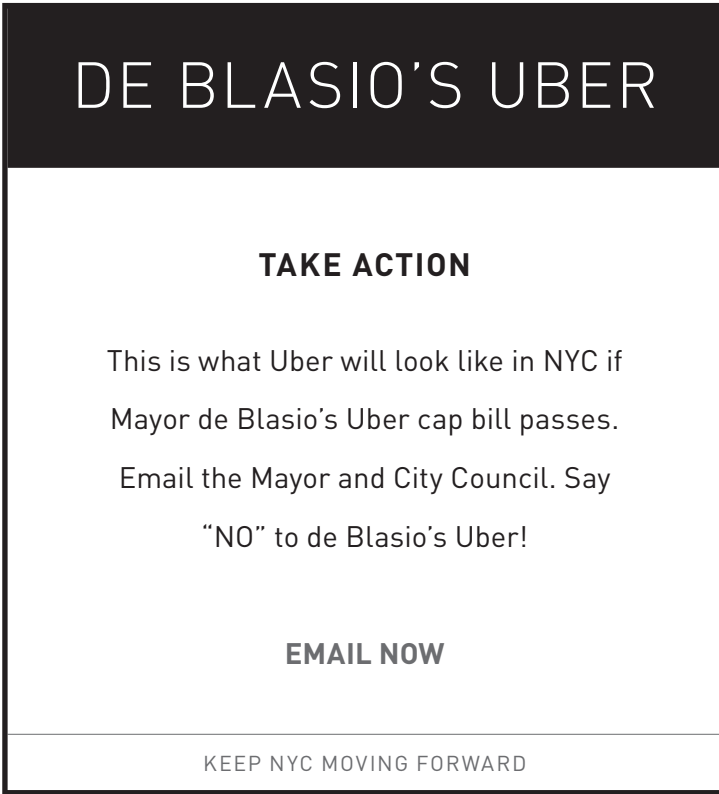 DE BLASIO’S UBER
TAKE ACTION
This is what Uber will look like in NYC if
Mayor de Blasio’s Uber cap bill passes.
Email the Mayor and City Council. Say
“NO” to de Blasio’s Uber!
EMAIL NOW
KEEP NYC MOVING FORWARD